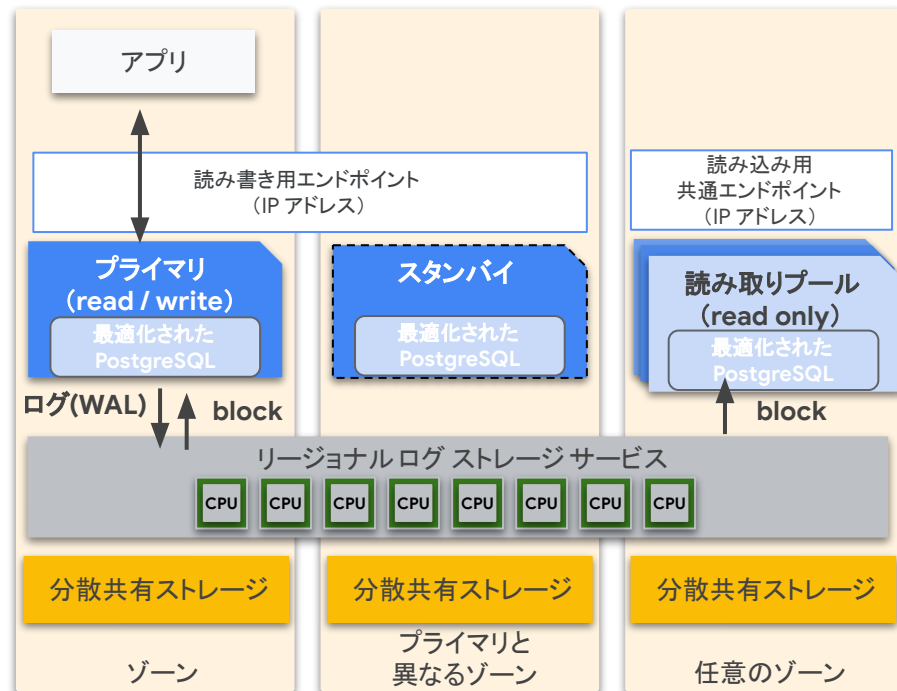 アプリ
読み書き用エンドポイント
（IP アドレス）
読み込み用
共通エンドポイント
（IP アドレス）
プライマリ
（read / write）
最適化された
PostgreSQL
スタンバイ
最適化された
PostgreSQL
読み取りプール
（read only）
最適化された
PostgreSQL
ログ(WAL)
block
block
リージョナル ログ ストレージ サービス
CPU
CPU
CPU
CPU
CPU
CPU
CPU
CPU
分散共有ストレージ
分散共有ストレージ
分散共有ストレージ
ゾーン
プライマリと
異なるゾーン
任意のゾーン